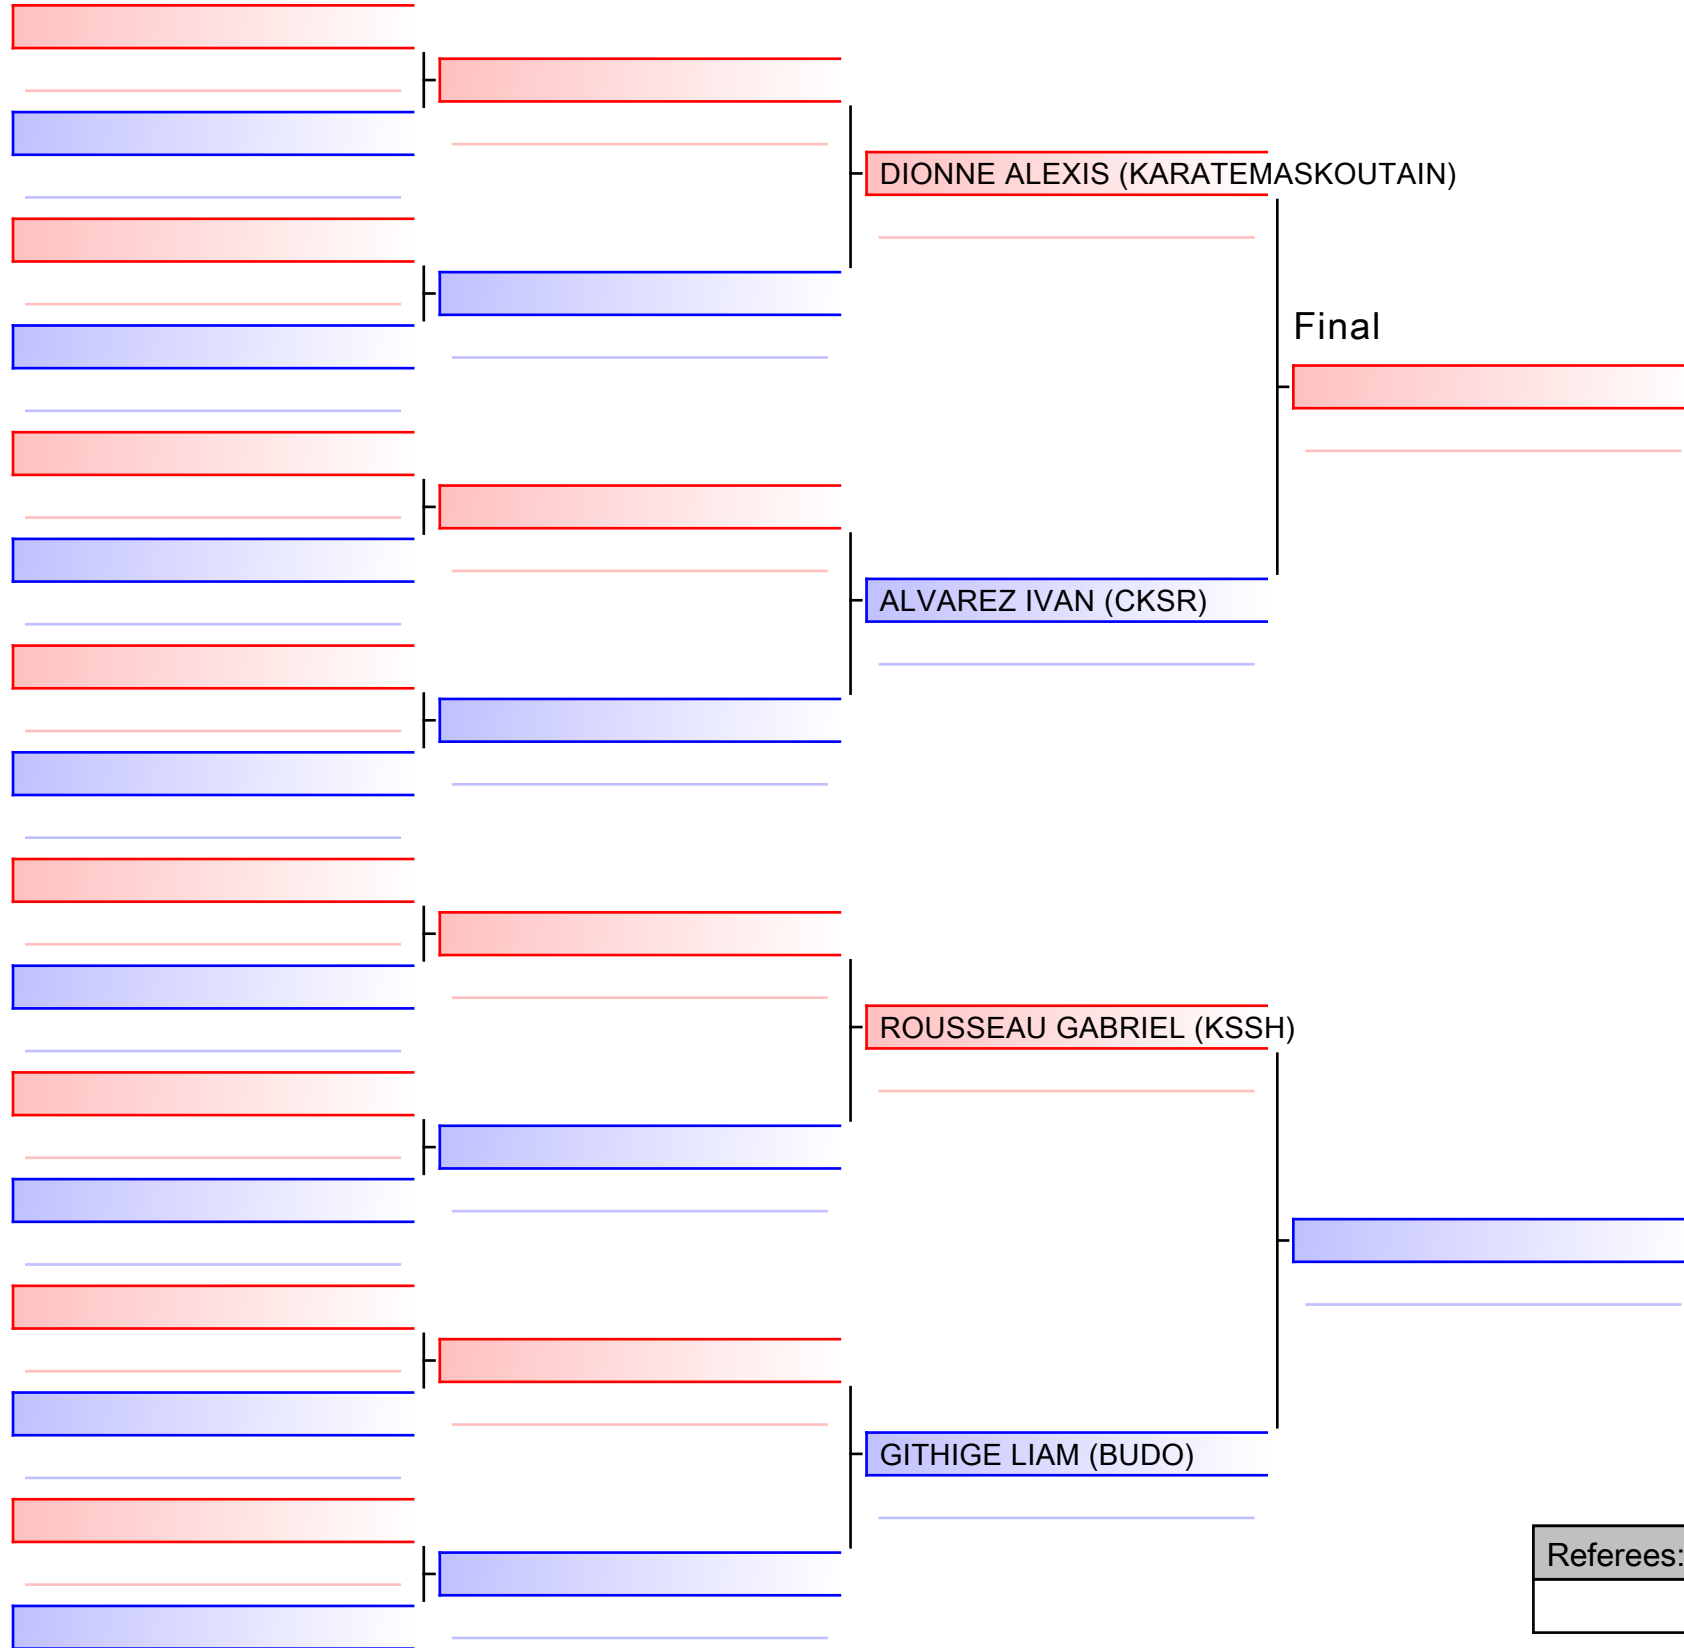 DIONNE ALEXIS (KARATEMASKOUTAIN)
Final
ALVAREZ IVAN (CKSR)
ROUSSEAU GABRIEL (KSSH)
GITHIGE LIAM (BUDO)
Referees: